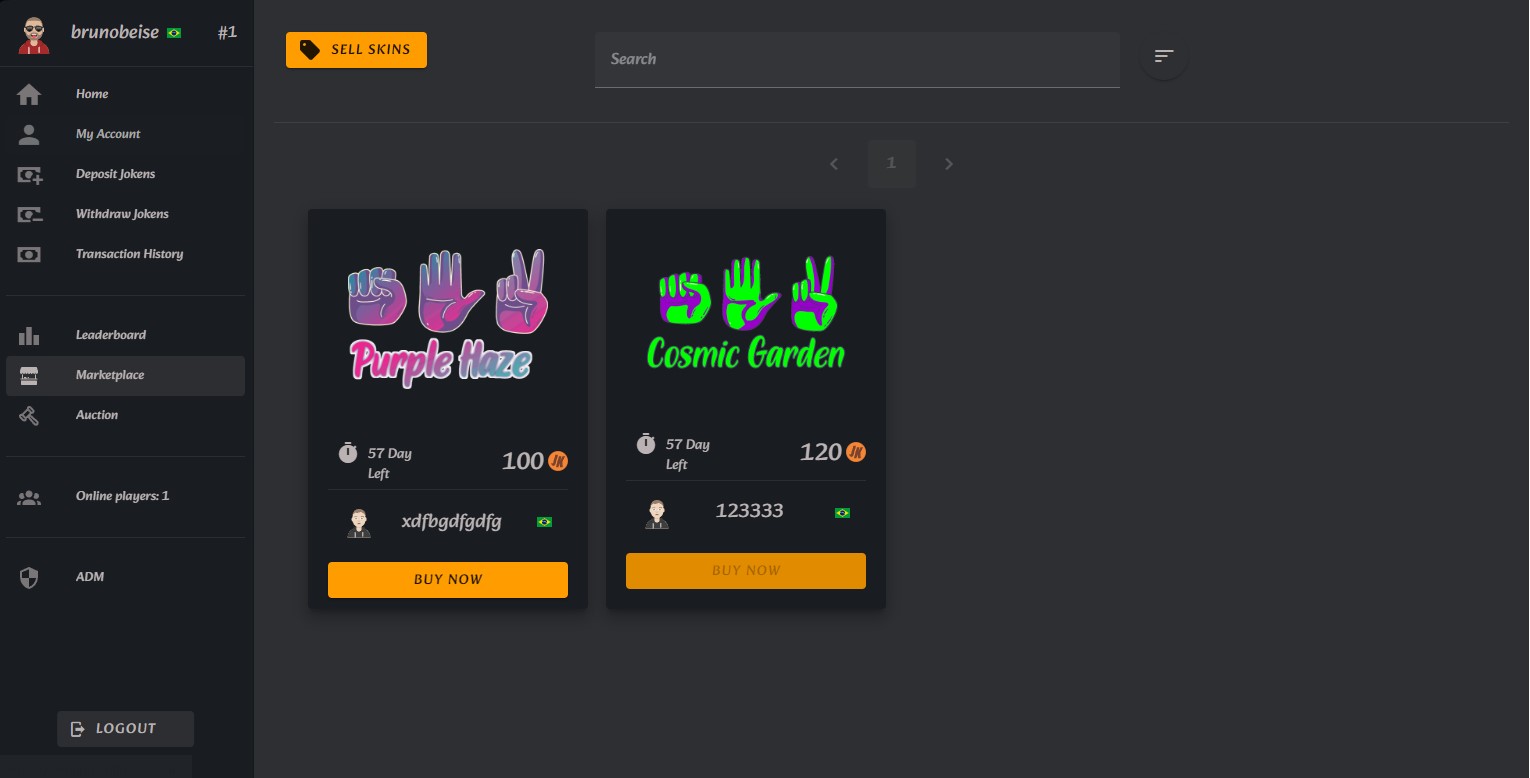 brunobeise #1
Home
My Account
Deposit Jokens
Withdraw Jokens
Transaction History
Leaderboard
Marketplace
Auction
Online players: 1
ADM
LOGOUT
SELL SKINS
Search
1
Purple Haze
57 Day
Left
100 JK
xdfbgdfgdfg
BUY NOW
Cosmic Garden
57 Day
Left
120 JK
123333
BUY NOW